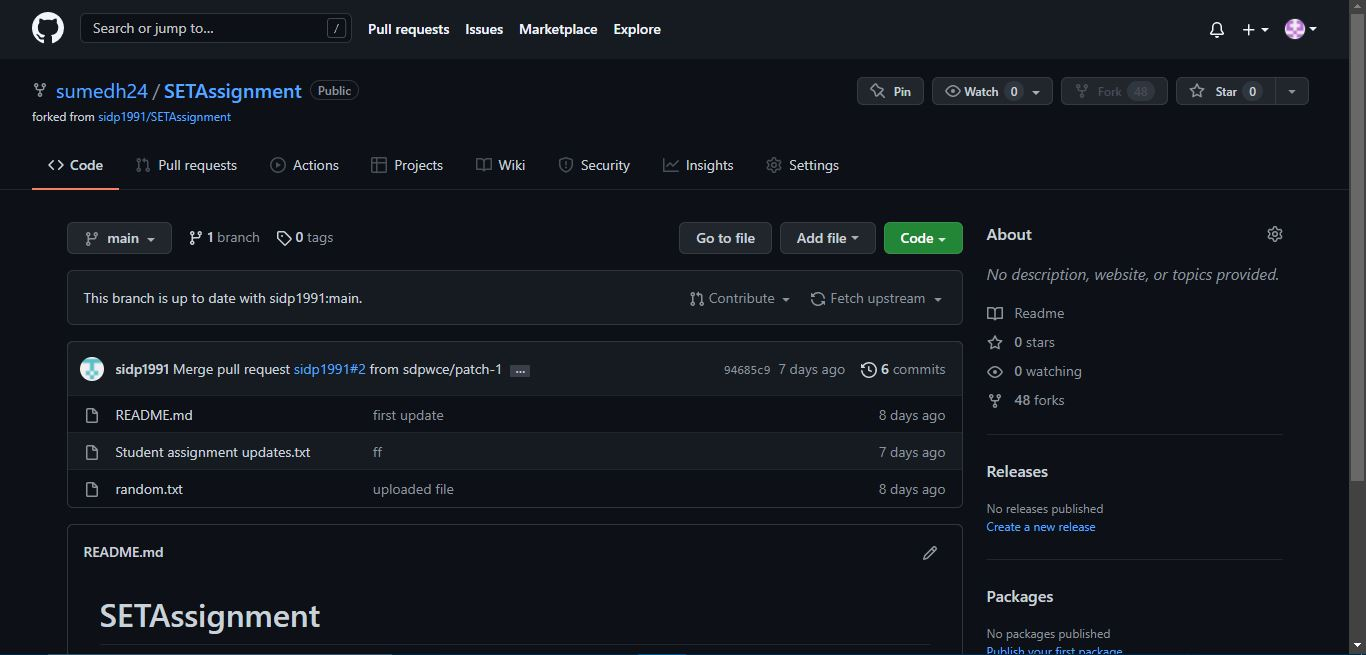 Search or jump to... /
Pull requests Issues Marketplace Explore
sumedh24 / SETAssignment Public
Pin Watch 0 Fork 48 Star 0
forked from sidp1991/SETAssignment
Code Pull requests Actions Projects Wiki Security Insights Settings
main 1 branch 0 tags Go to file Add file Code
This branch is up to date with sidp1991:main. Contribute Fetch upstream
sidp1991 Merge pull request sidp1991#2 from sdpwce/patch-1 ... 94685c9 7 days ago 6 commits
README.md first update 8 days ago
Student assignment updates.txt ff 7 days ago
random.txt uploaded file 8 days ago
README.md
SETAssignment
About
No description, website, or topics provided.
Readme
0 stars
0 watching
48 forks
Releases
No releases published
Create a new release
Packages
No packages published
Publish your first package